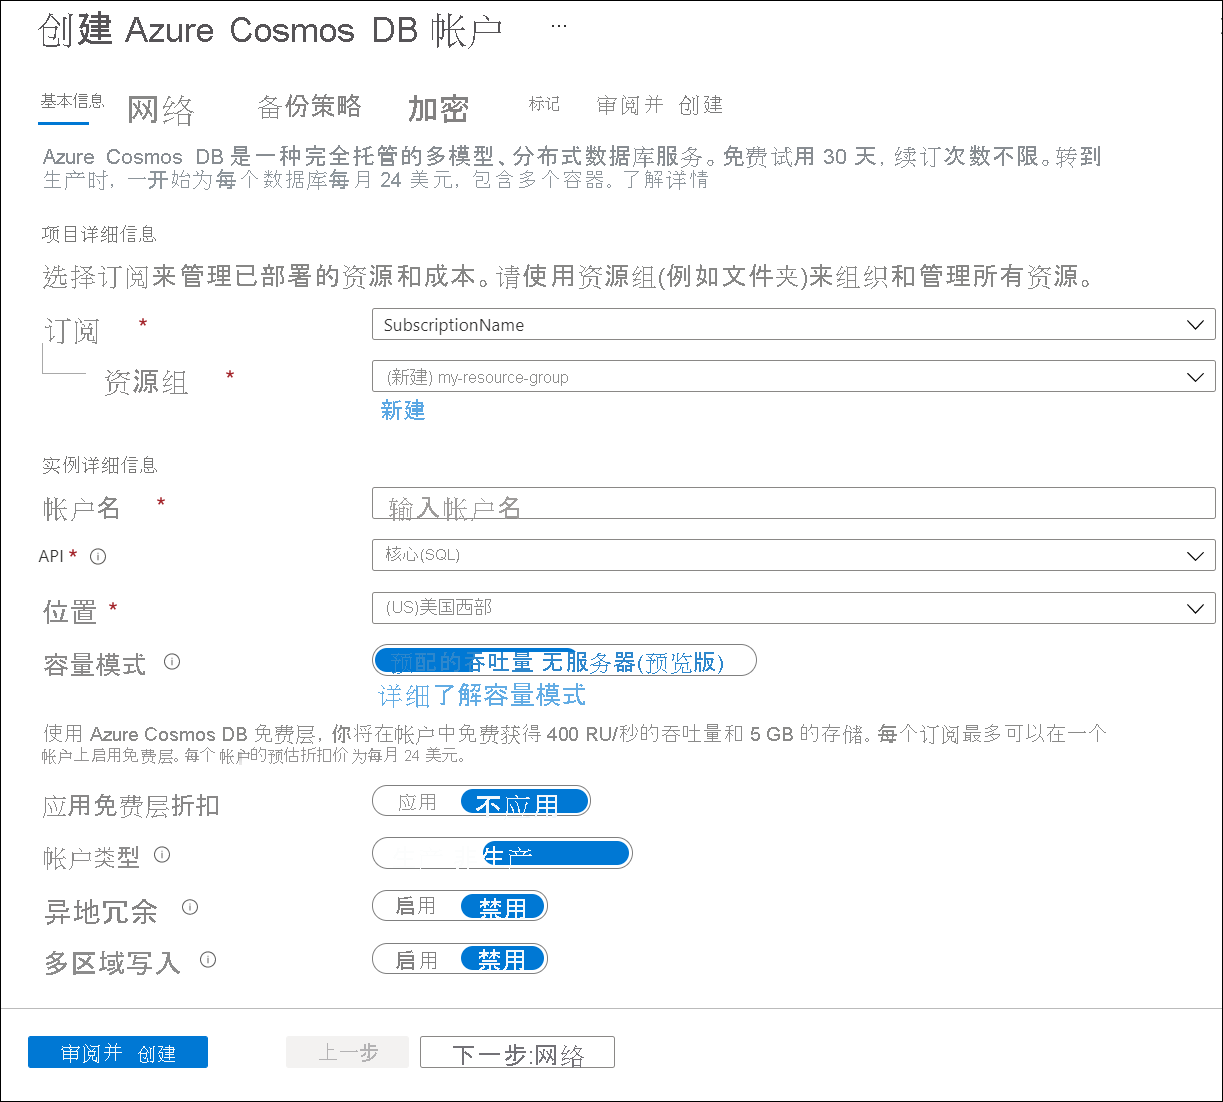 创建 Azure Cosmos DB 帐户 ...
基本信息 网络 备份策略 加密 标记 审阅并 创建
Azure Cosmos DB 是一种完全托管的多模型、分布式数据库服务。免费试用 30 天, 续订次数不限。转到
生产时, 一开始为每个数据库每月 24 美元, 包含多个容器。了解详情
项目详细信息
选择订阅来管理已部署的资源和成本。请使用资源组(例如文件夹)来组织和管理所有资源。
订阅 * SubscriptionName
资源组 * (新建) my-resource-group
新建
实例详细信息
帐户名 * 输入帐户名
API * 核心(SQL)
位置 * (US)美国西部
容量模式 预配的吞吐量 无服务器(预览版)
详细了解容量模式
使用 Azure Cosmos DB 免费层, 你将在帐户中免费获得 400 RU/秒的吞吐量和 5 GB 的存储。每个订阅最多可以在一个
帐户上启用免费层。每个 帐户的预估折扣价为每月 24 美元。
应用免费层折扣 应用 不应用
帐户类型 生产
异地冗余 启用 禁用
多区域写入 启用 禁用
审阅并 创建 上一步 下一步:网络